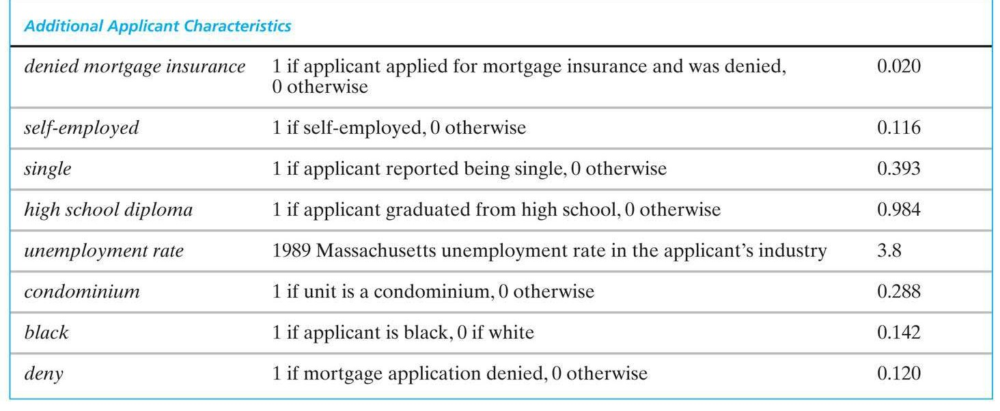 Additional Applicant Characteristics
denied mortgage insurance 1 if applicant applied for mortgage insurance and was denied, 0.020
0 otherwise
self-employed 1 if self-employed, 0 otherwise 0.116
single 1 if applicant reported being single, 0 otherwise 0.393
high school diploma 1 if applicant graduated from high school, 0 otherwise 0.984
unemployment rate 1989 Massachusetts unemployment rate in the applicant's industry 3.8
condominium 1 if unit is a condominium, 0 otherwise 0.288
black 1 if applicant is black, 0 if white 0.142
deny 1 if mortgage application denied, 0 otherwise 0.120